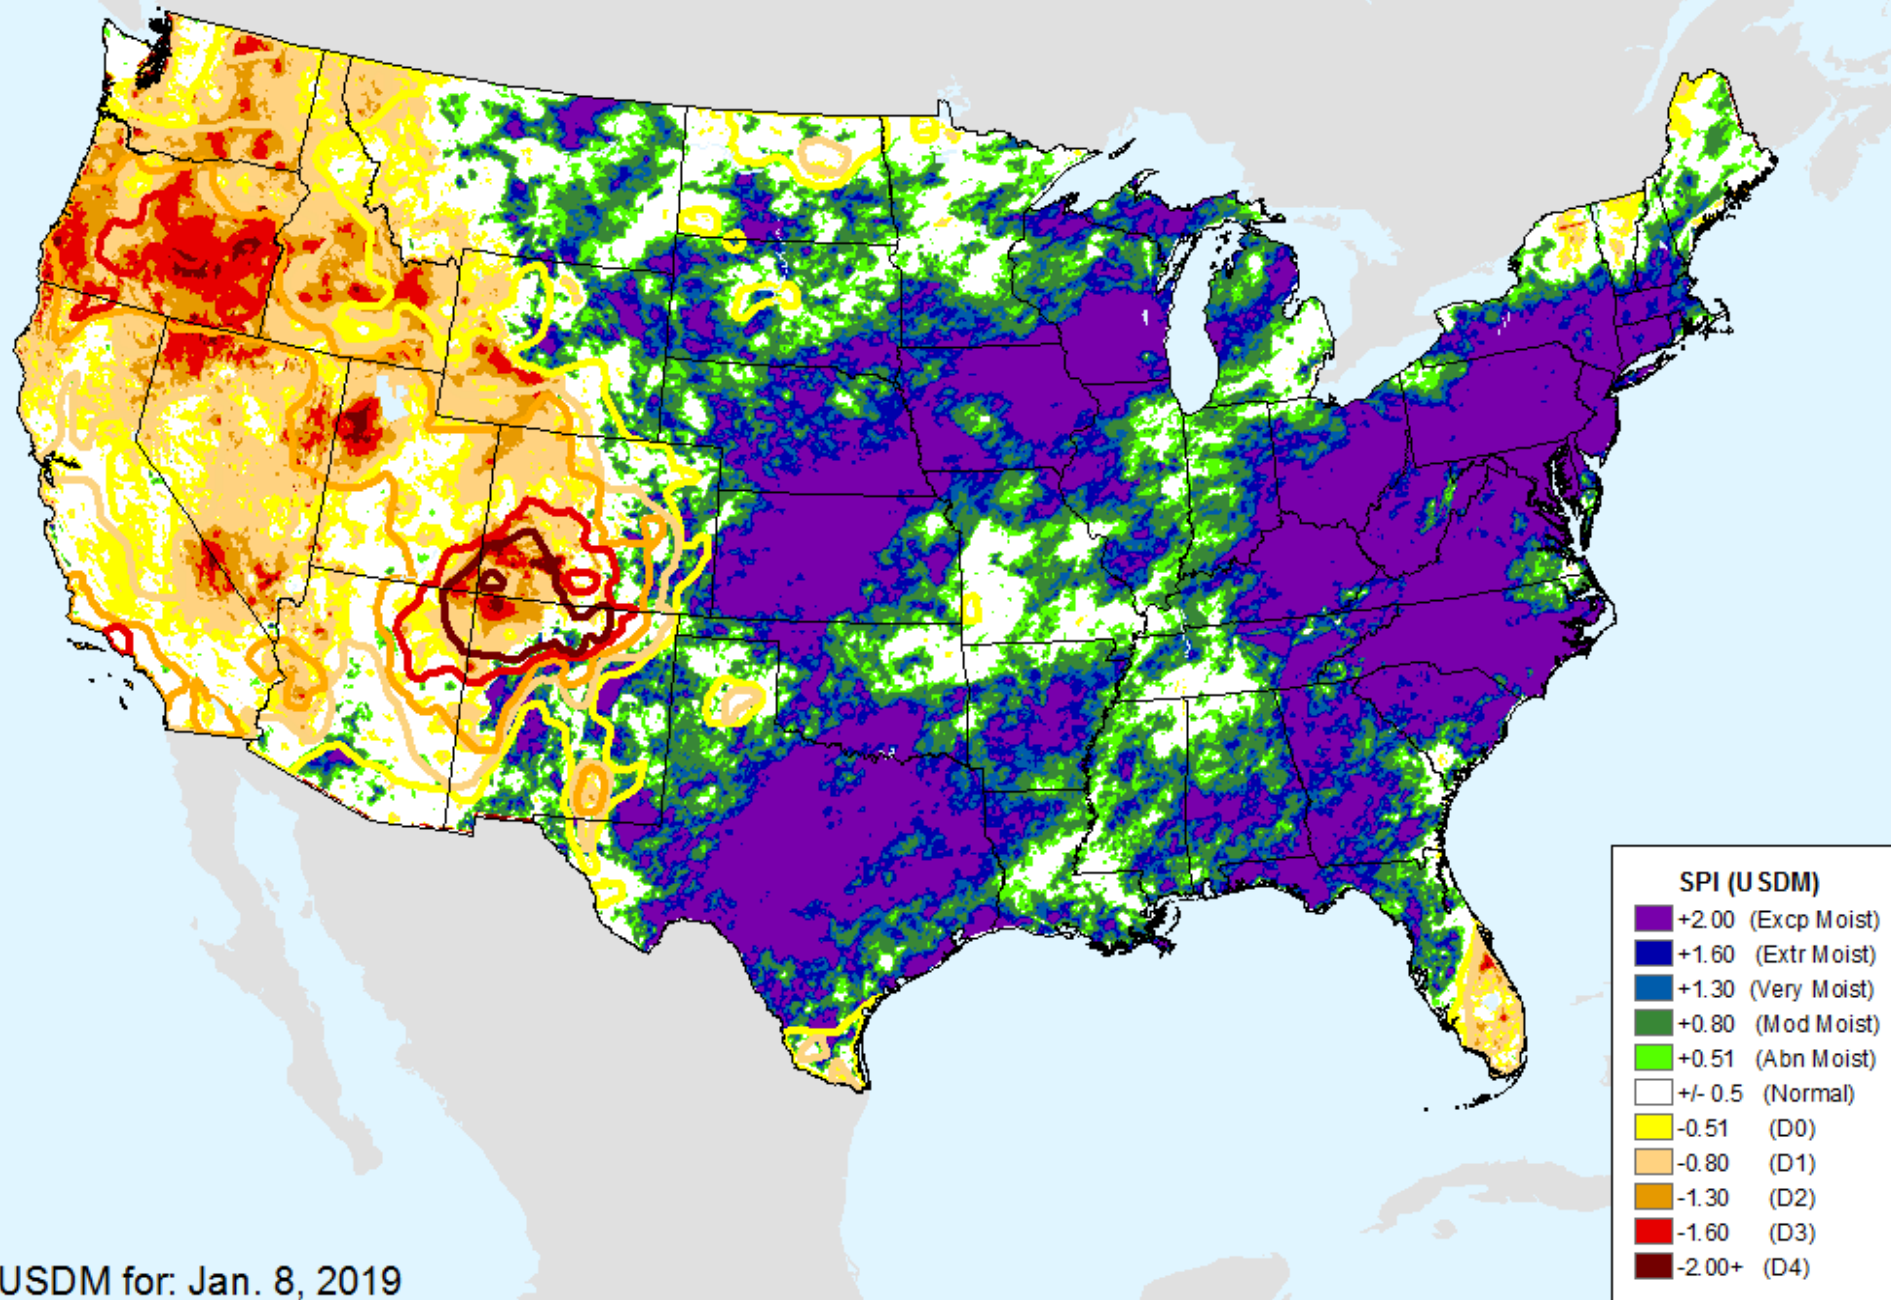 SPI (USDM)
+2.00 (Excp Moist)
+1.60 (Extr Moist)
+1.30 (Very Moist)
+0.80 (Mod Moist)
+0.51 (Abn Moist)
+/- 0.5 (Normal)
-0.51 (D0)
-0.80 (D1)
-1.30 (D2)
-1.60 (D3)
-2.00+ (D4)
USDM for: Jan. 8, 2019